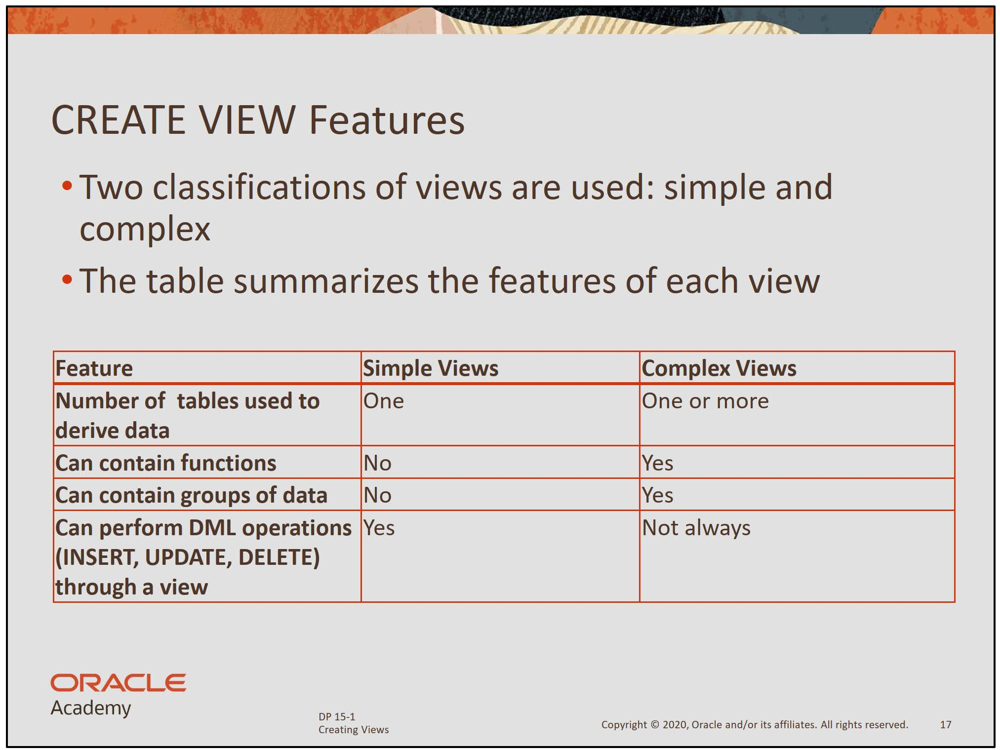 CREATE VIEW Features
• Two classifications of views are used: simple and
complex
• The table summarizes the features of each view
Feature Simple Views Complex Views
Number of  tables used to One One or more
derive data
Can contain functions No Yes
Can contain groups of data No Yes
Can perform DML operations Yes Not always
(INSERT, UPDATE, DELETE)
through a view
ORACLE
Academy
DP 15-1
Creating Views
Copyright © 2020, Oracle and/or its affiliates. All rights reserved. 17